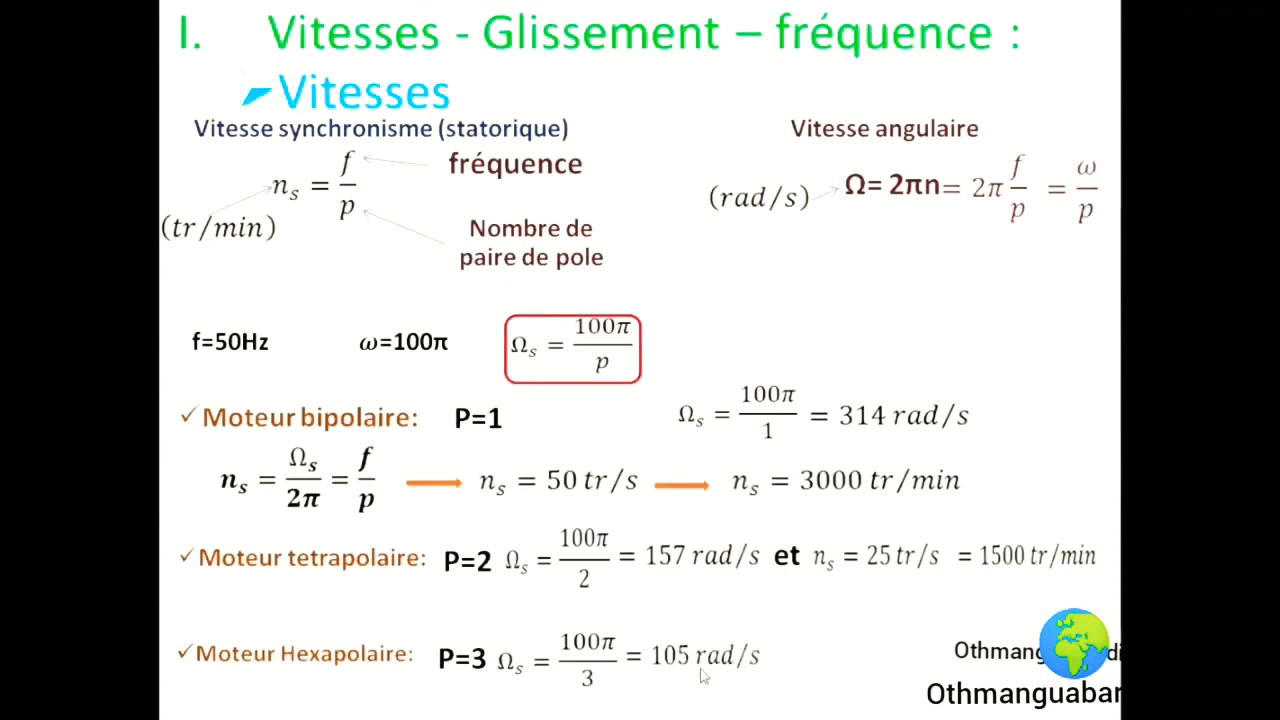 I. Vitesses - Glissement – fréquence :
Vitesses
Vitesse synchronisme (statorique)
Vitesse angulaire
n_s = f/p
fréquence
(tr/min)
Nombre de
paire de pole
(rad/s)
Ω= 2πn = 2π f/p = ω/p
f=50Hz ω=100π Ω_s = 100π/p
✓ Moteur bipolaire: P=1 Ω_s = 100π/1 = 314 rad/s
n_s = Ω_s/2π = f/p → n_s = 50 tr/s → n_s = 3000 tr/min
✓ Moteur tetrapolaire: P=2 Ω_s = 100π/2 = 157 rad/s et n_s = 25 tr/s = 1500 tr/min
✓ Moteur Hexapolaire: P=3 Ω_s = 100π/3 = 105 rad/s
Othmanguabar